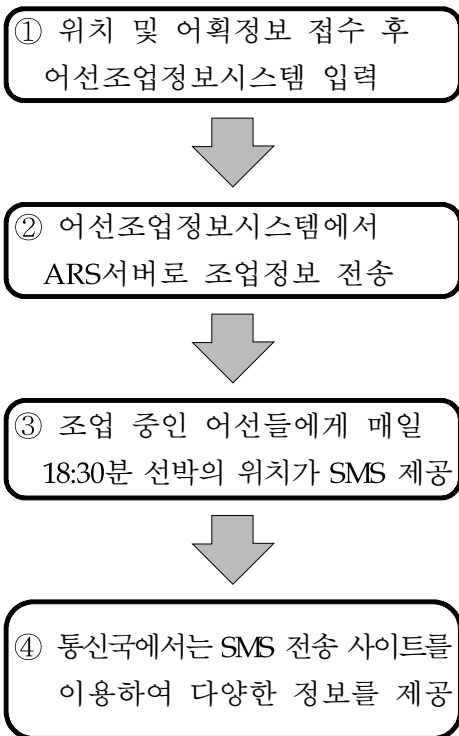 ① 위치 및 어획정보 접수 후
어선조업정보시스템 입력
② 어선조업정보시스템에서
ARS서버로 조업정보 전송
③ 조업 중인 어선들에게 매일
18:30분 선박의 위치가 SMS 제공
④ 통신국에서는 SMS 전송 사이트를
이용하여 다양한 정보를 제공